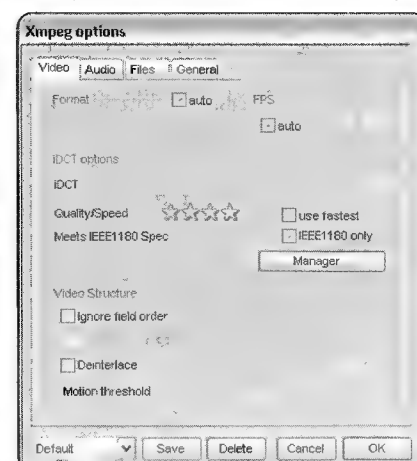 Xmpeg options
Video Audio Files General
Format auto FPS
auto
iDCT options
iDCT
Quality/Speed use fastest
Meets IEEE1180 Spec IEEE1180 only
Manager
Video Structure
Ignore field order
Deinterlace
Motion threshold
Default Save Delete Cancel OK